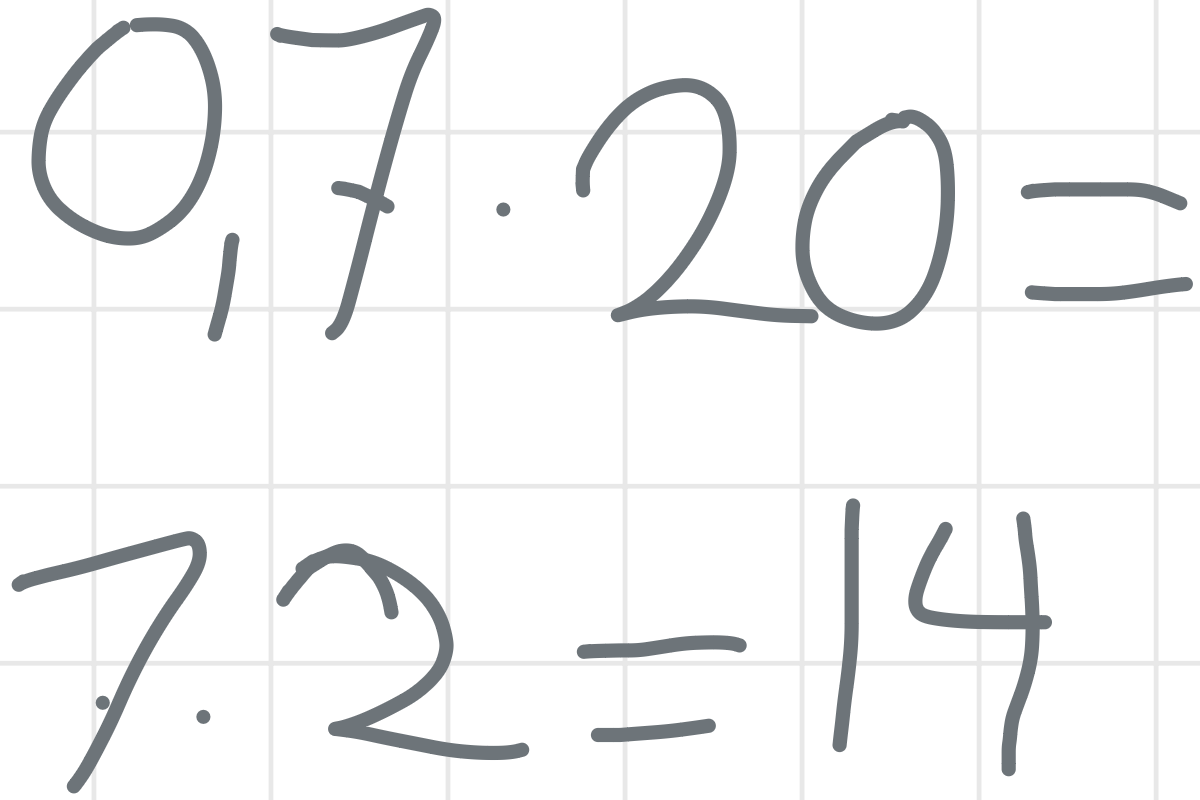 0,7 · 20 =
7 · 2 = 14